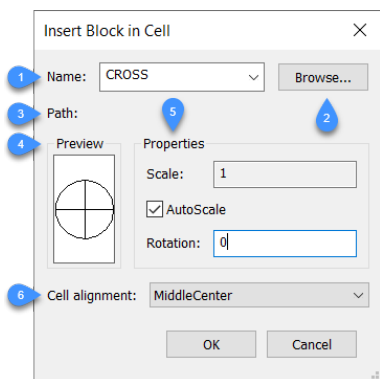 Insert Block in Cell
1 Name: CROSS Browse...
3 Path: 5 2
4 Preview Properties
Scale: 1
AutoScale
Rotation: 0
6 Cell alignment: MiddleCenter
OK Cancel